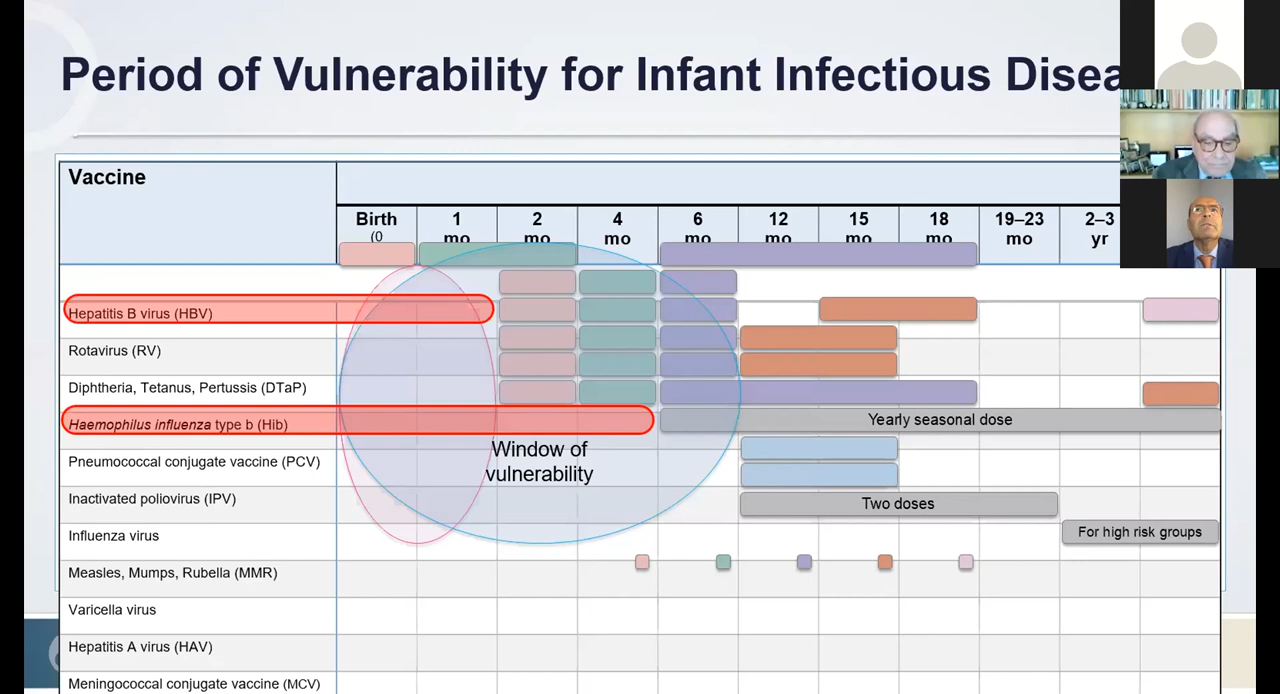 Period of Vulnerability for Infant Infectious Disea
Vaccine
Birth (0
1 mo
2 mo
4 mo
6 mo
12 mo
15 mo
18 mo
19–23 mo
2–3 yr
Hepatitis B virus (HBV)
Rotavirus (RV)
Diphtheria, Tetanus, Pertussis (DTaP)
Haemophilus influenza type b (Hib)
Yearly seasonal dose
Window of
vulnerability
Pneumococcal conjugate vaccine (PCV)
Inactivated poliovirus (IPV)
Two doses
Influenza virus
For high risk groups
Measles, Mumps, Rubella (MMR)
Varicella virus
Hepatitis A virus (HAV)
Meningococcal conjugate vaccine (MCV)